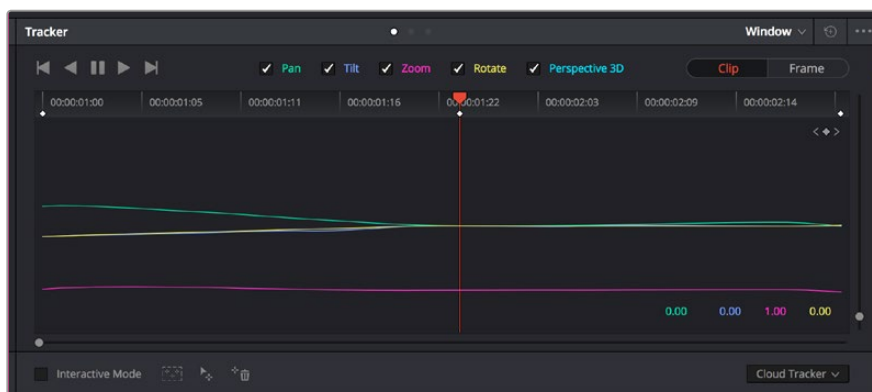 Tracker Window
Pan Tilt Zoom Rotate Perspective 3D Clip Frame
00:00:01:00 00:00:01:05 00:00:01:11 00:00:01:16 00:00:01:22 00:00:02:03 00:00:02:09 00:00:02:14
0.00 0.00 1.00 0.00
Interactive Mode Cloud Tracker